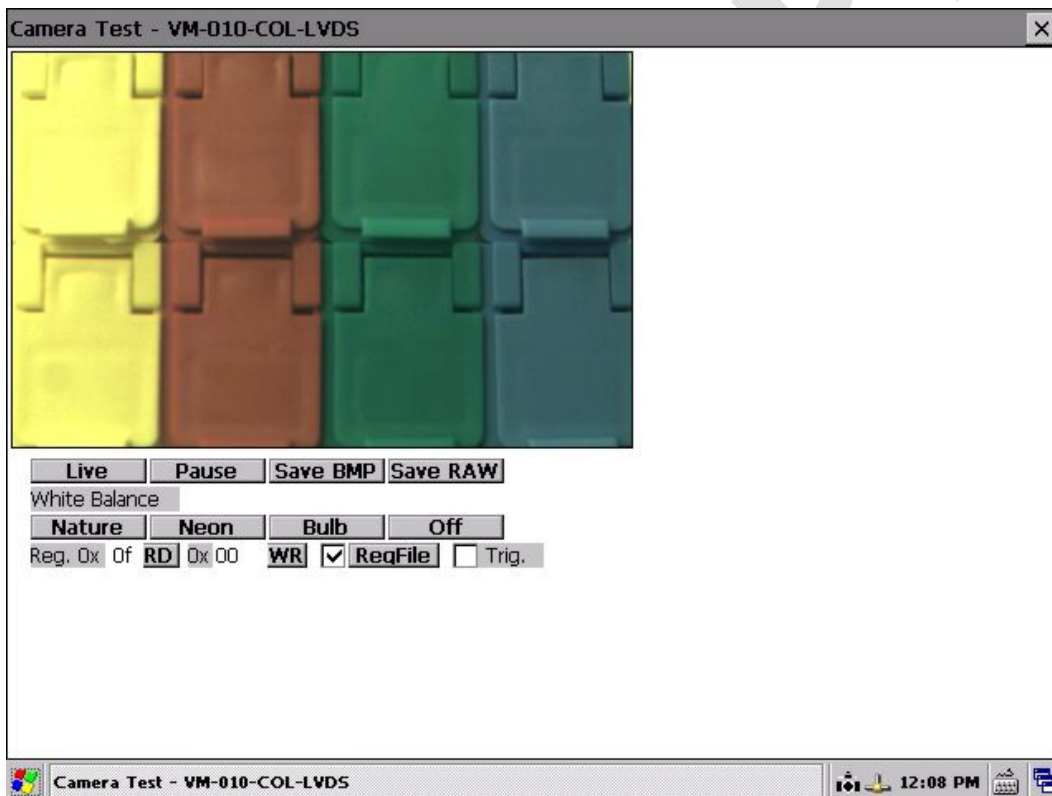 Camera Test - VM-010-COL-LVDS
Live Pause Save BMP Save RAW
White Balance
Nature Neon Bulb Off
Reg. 0x 0f RD 0x 00 WR RegFile Trig.
Camera Test - VM-010-COL-LVDS 12:08 PM